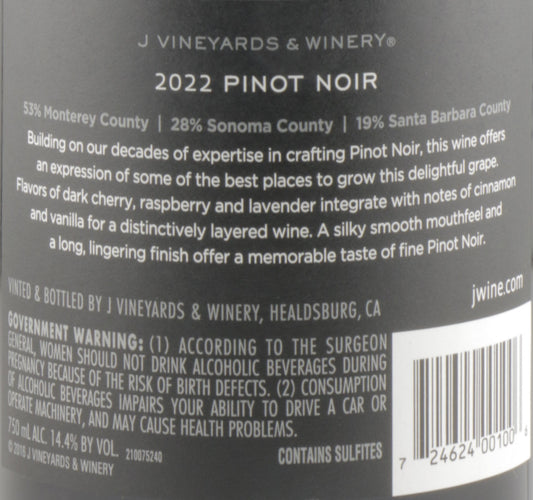 J VINEYARDS & WINERY®
2022 PINOT NOIR
53% Monterey County | 28% Sonoma County | 19% Santa Barbara County
Building on our decades of expertise in crafting Pinot Noir, this wine offers
an expression of some of the best places to grow this delightful grape.
Flavors of dark cherry, raspberry and lavender integrate with notes of cinnamon
and vanilla for a distinctively layered wine. A silky smooth mouthfeel and
a long, lingering finish offer a memorable taste of fine Pinot Noir.
jwine.com
VINTED & BOTTLED BY J VINEYARDS & WINERY, HEALDSBURG, CA
GOVERNMENT WARNING: (1) ACCORDING TO THE SURGEON
GENERAL, WOMEN SHOULD NOT DRINK ALCOHOLIC BEVERAGES DURING
PREGNANCY BECAUSE OF THE RISK OF BIRTH DEFECTS. (2) CONSUMPTION
OF ALCOHOLIC BEVERAGES IMPAIRS YOUR ABILITY TO DRIVE A CAR OR
OPERATE MACHINERY, AND MAY CAUSE HEALTH PROBLEMS.
750 mL ALC. 14.4% BY VOL. 210075240
© 2018 J VINEYARDS & WINERY
CONTAINS SULFITES
7 24624 00100 6